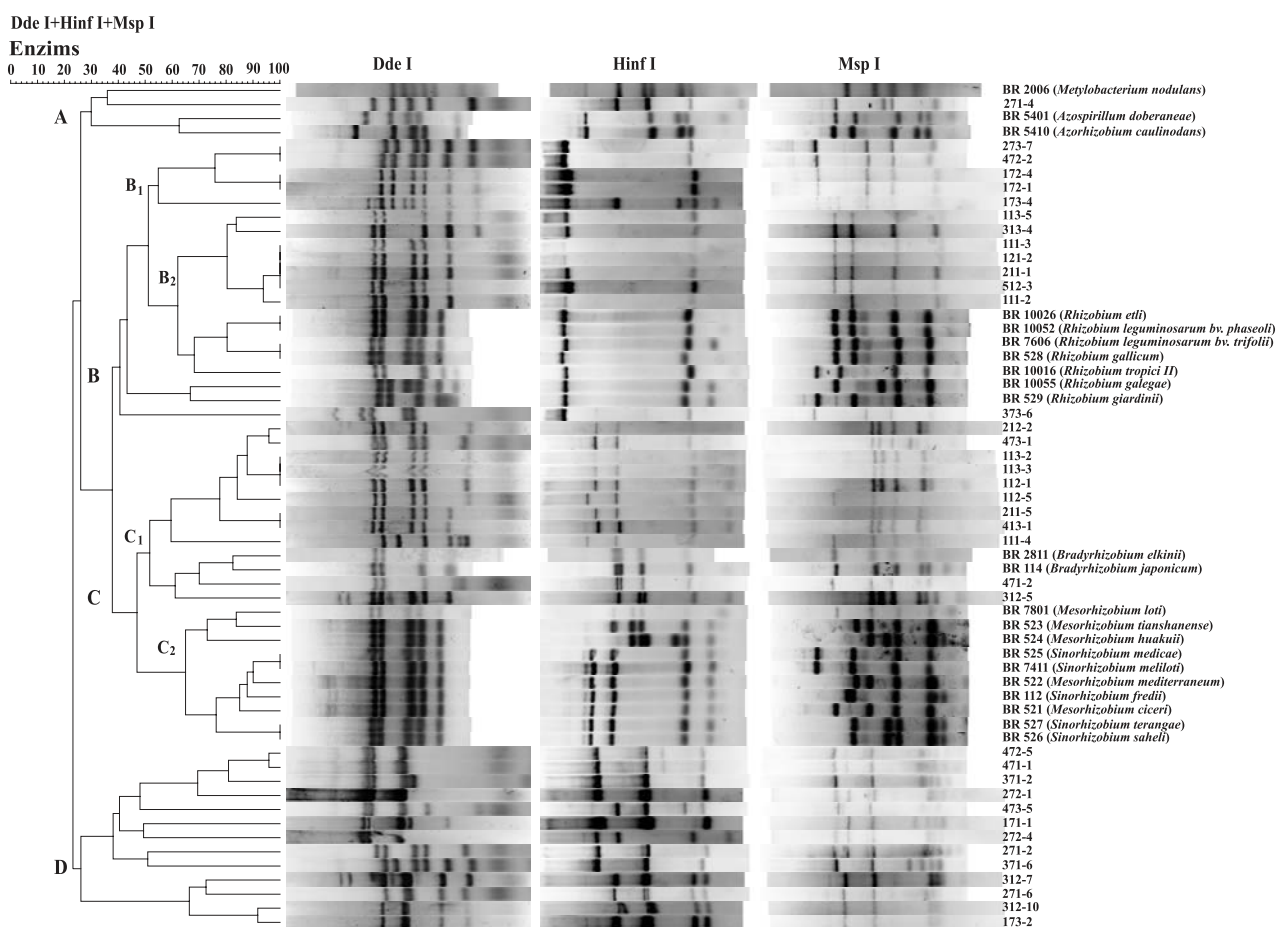 Dde I+Hinf I+Msp I
Enzims
0 10 20 30 40 50 60 70 80 90 100
Dde I
Hinf I
Msp I
A
B
B1
B2
C
C1
C2
D
BR 2006 (Metylobacterium nodulans)
271-4
BR 5401 (Azospirillum doberaneae)
BR 5410 (Azorhizobium caulinodans)
273-7
472-2
172-4
172-1
173-4
113-5
313-4
111-3
121-2
211-1
512-3
111-2
BR 10026 (Rhizobium etli)
BR 10052 (Rhizobium leguminosarum bv. phaseoli)
BR 7606 (Rhizobium leguminosarum bv. trifolii)
BR 528 (Rhizobium gallicum)
BR 10016 (Rhizobium tropici II)
BR 10055 (Rhizobium galegae)
BR 529 (Rhizobium giardinii)
373-6
212-2
473-1
113-2
113-3
112-1
112-5
211-5
413-1
111-4
BR 2811 (Bradyrhizobium elkinii)
BR 114 (Bradyrhizobium japonicum)
471-2
312-5
BR 7801 (Mesorhizobium loti)
BR 523 (Mesorhizobium tianshanense)
BR 524 (Mesorhizobium huakuii)
BR 525 (Sinorhizobium medicae)
BR 7411 (Sinorhizobium meliloti)
BR 522 (Mesorhizobium mediterraneum)
BR 112 (Sinorhizobium fredii)
BR 521 (Mesorhizobium ciceri)
BR 527 (Sinorhizobium terangae)
BR 526 (Sinorhizobium saheli)
472-5
471-1
371-2
272-1
473-5
171-1
272-4
271-2
371-6
312-7
271-6
312-10
173-2